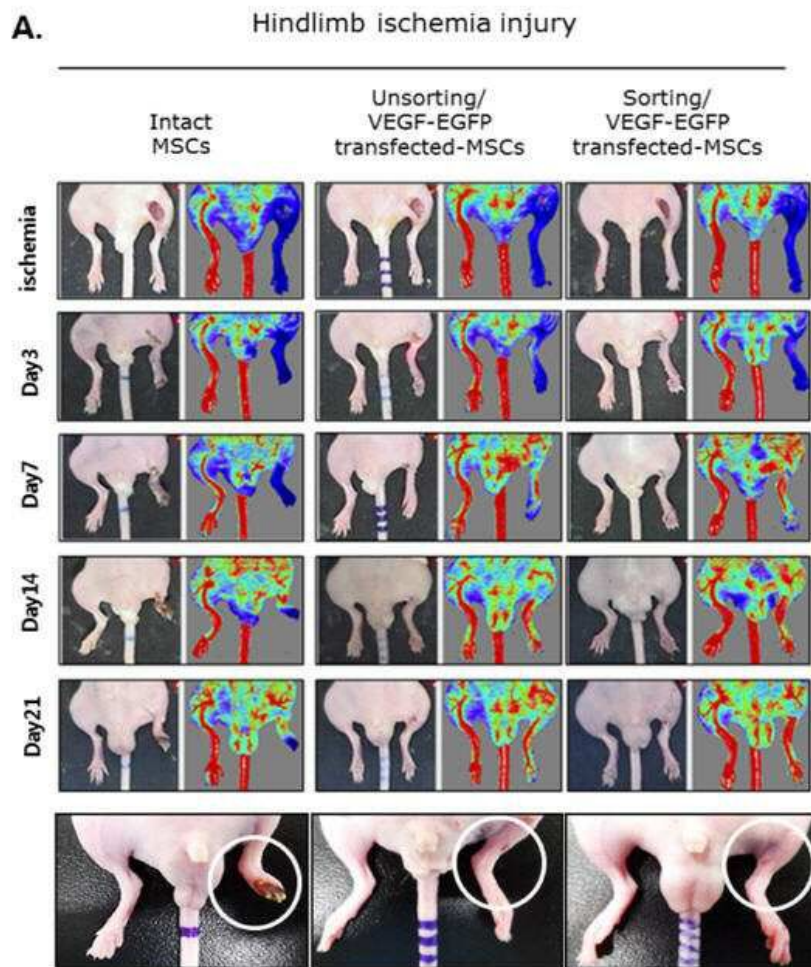 A.
Hindlimb ischemia injury
Intact
MSCs
Unsorting/
VEGF-EGFP
transfected-MSCs
Sorting/
VEGF-EGFP
transfected-MSCs
ischemia
Day3
Day7
Day14
Day21